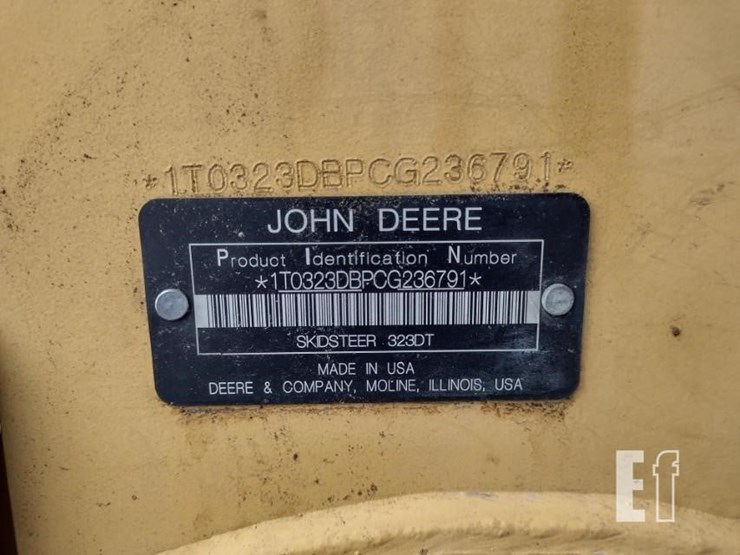 *1T0323DBPCG236791*
JOHN DEERE
Product Identification Number
*1T0323DBPCG236791*
SKIDSTEER 323DT
MADE IN USA
DEERE & COMPANY, MOLINE, ILLINOIS, USA
Ef